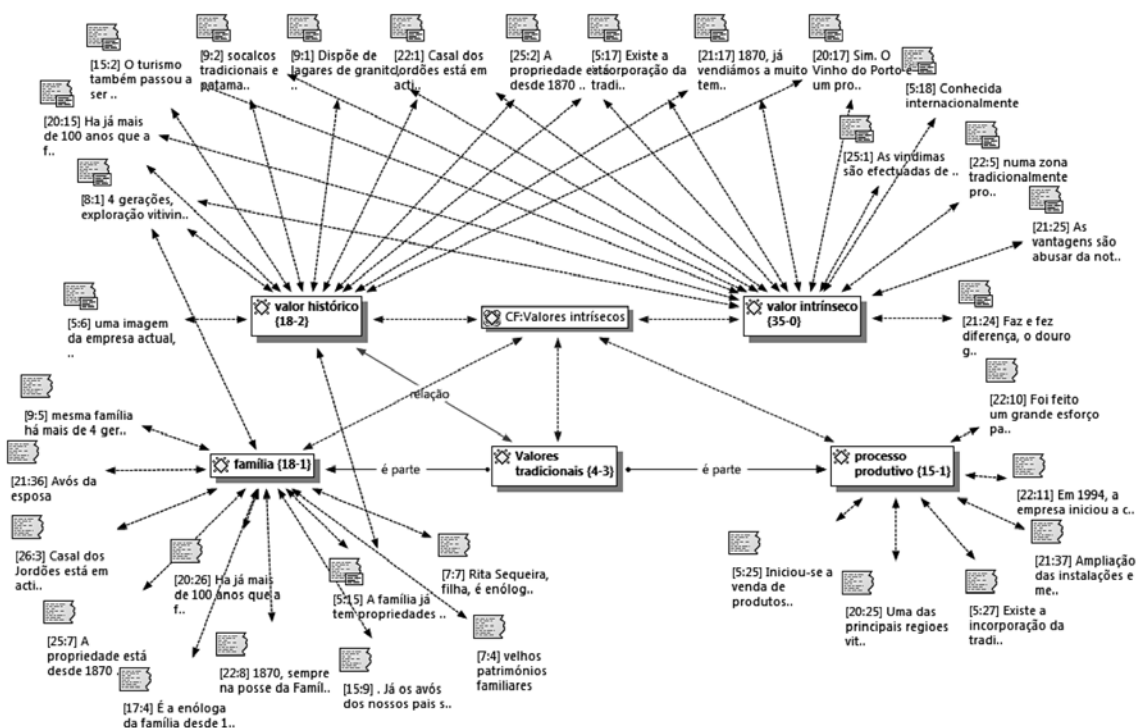 [15:2] O turismo
também passou a
ser ..
[9:2] socalcos
tradicionais e
patama..
[9:1] Dispõe de
lagares de granito,
..
[22:1] Casal dos
Jordões está em
acti..
[25:2] A
propriedade está
desde 1870 ..
[5:17] Existe a
incorporação da
tradi..
[21:17] 1870, já
vendiámos a muito
tem..
[20:17] Sim. O
Vinho do Porto é
um pro..
[5:18] Conhecida
internacionalmente
[20:15] Ha já mais
de 100 anos que a
f..
[25:1] As vindimas
são efectuadas de ..
[22:5] numa zona
tradicionalmente
pro..
[8:1] 4 gerações,
exploração vitivin..
[21:25] As
vantagens são
abusar da not..
valor histórico
{18-2}
CF:Valores intrísecos
valor intrínseco
{35-0}
[5:6] uma imagem
da empresa actual,
..
[21:24] Faz e fez
diferença, o douro
g..
relação
[22:10] Foi feito
um grande esforço
pa..
[9:5] mesma família
há mais de 4 ger..
família {18-1}
é parte
Valores
tradicionais {4-3}
é parte
processo
produtivo {15-1}
[21:36] Avós da
esposa
[22:11] Em 1994, a
empresa iniciou a c..
[26:3] Casal dos
Jordões está em
acti..
[20:26] Ha já mais
de 100 anos que a
f..
[5:15] A família já
tem propriedades ..
[7:7] Rita Sequeira,
filha, é enólog..
[5:25] Iniciou-se a
venda de
produtos..
[21:37] Ampliação
das instalações e
me..
[20:25] Uma das
principais regioes
vit..
[5:27] Existe a
incorporação da
tradi..
[25:7] A
propriedade está
desde 1870 ..
[22:8] 1870, sempre
na posse da Famíl..
[15:9] . Já os avós
dos nossos pais s..
[7:4] velhos
patrimónios
familiares
[17:4] É a enóloga
da família desde 1..